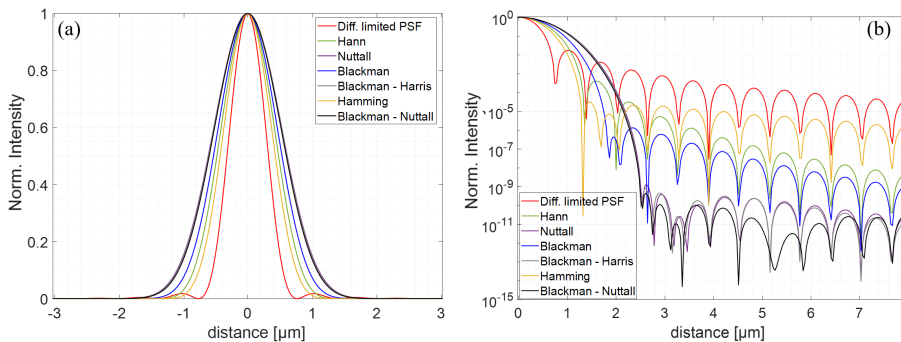 (a)
Norm. Intensity
1
0.8
0.6
0.4
0.2
0
-3 -2 -1 0 1 2 3
distance [μm]
Diff. limited PSF
Hann
Nuttall
Blackman
Blackman - Harris
Hamming
Blackman - Nuttall
(b)
Norm. Intensity
10^0
10^-5
10^-7
10^-9
10^-11
10^-15
0 1 2 3 4 5 6 7
distance [μm]
Diff. limited PSF
Hann
Nuttall
Blackman
Blackman - Harris
Hamming
Blackman - Nuttall